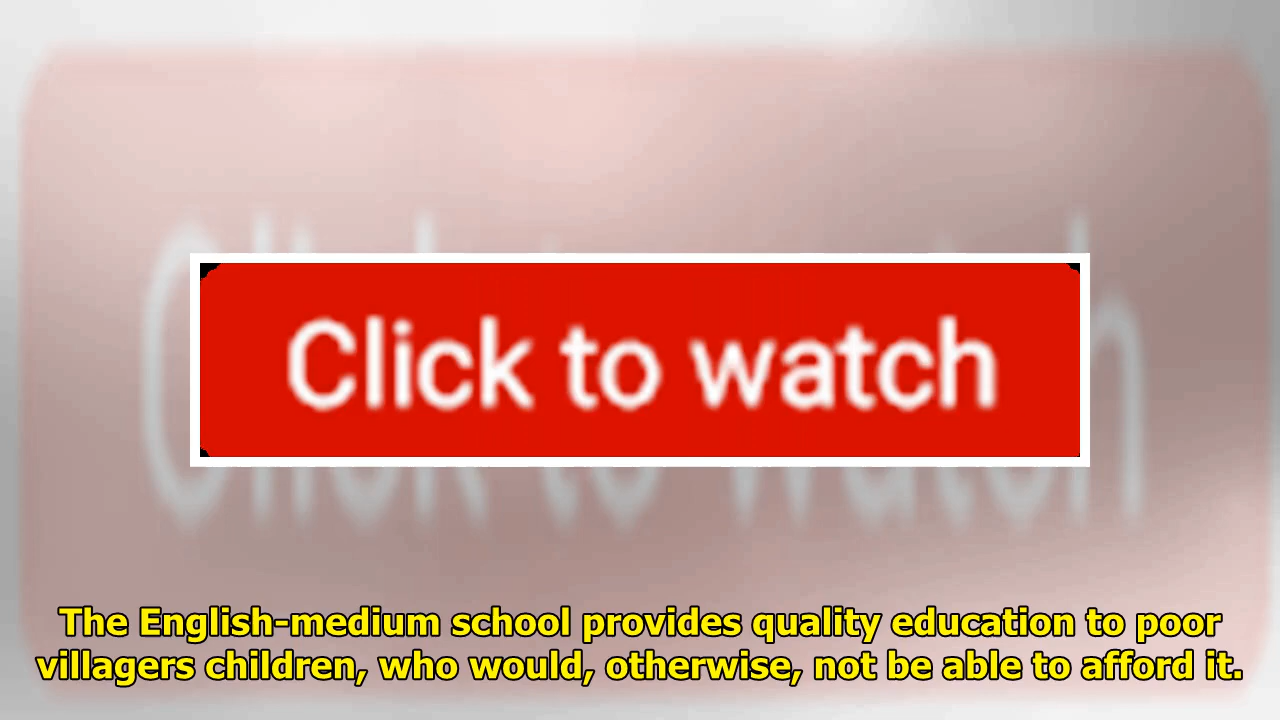 Click to watch
The English-medium school provides quality education to poor
villagers children, who would, otherwise, not be able to afford it.